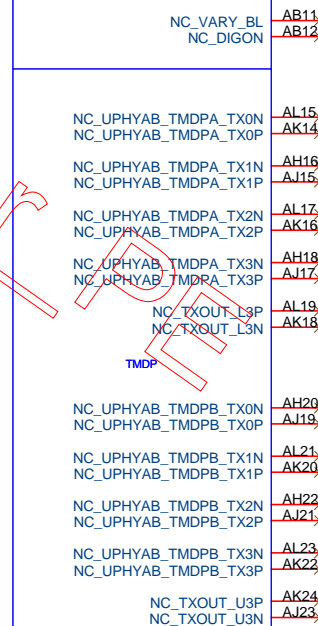 NC_VARY_BL AB11
NC_DIGON AB12
NC_UPHYAB_TMDPA_TX0N AL15
NC_UPHYAB_TMDPA_TX0P AK14
NC_UPHYAB_TMDPA_TX1N AH16
NC_UPHYAB_TMDPA_TX1P AJ15
NC_UPHYAB_TMDPA_TX2N AL17
NC_UPHYAB_TMDPA_TX2P AK16
NC_UPHYAB_TMDPA_TX3N AH18
NC_UPHYAB_TMDPA_TX3P AJ17
NC_TXOUT_L3P AL19
NC_TXOUT_L3N AK18
TMDP
NC_UPHYAB_TMDPB_TX0N AH20
NC_UPHYAB_TMDPB_TX0P AJ19
NC_UPHYAB_TMDPB_TX1N AL21
NC_UPHYAB_TMDPB_TX1P AK20
NC_UPHYAB_TMDPB_TX2N AH22
NC_UPHYAB_TMDPB_TX2P AJ21
NC_UPHYAB_TMDPB_TX3N AL23
NC_UPHYAB_TMDPB_TX3P AK22
NC_TXOUT_U3P AK24
NC_TXOUT_U3N AJ23